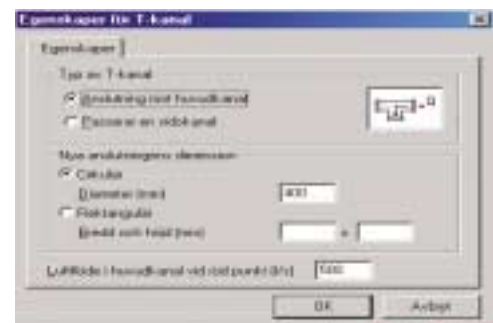 Egenskaper för T-kanal
Egenskaper
Typ av T-kanal
Anslutning mot huvudkanal
Passerar en sidokanal
Nya anslutningens dimension
Cirkulär
Diameter (mm) 400
Rektangulär
Bredd och höjd (mm) x
Luftflöde i huvudkanal vid röd punkt (l/s) 500
OK Avbryt